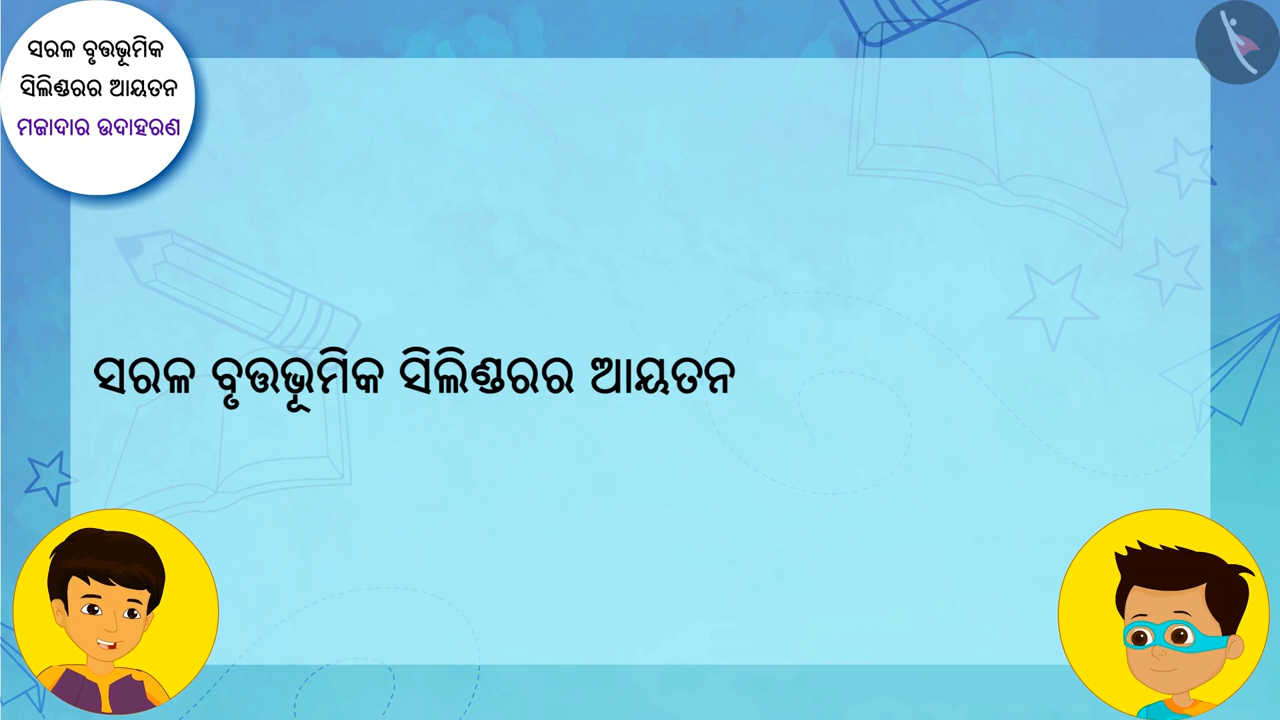 ସରଳ ବୃତ୍ତଭୂମିକ
ସିଲିଣ୍ଡରର ଆୟତନ
ମଜାଦାର ଉଦାହରଣ
ସରଳ ବୃତ୍ତଭୂମିକ ସିଲିଣ୍ଡରର ଆୟତନ